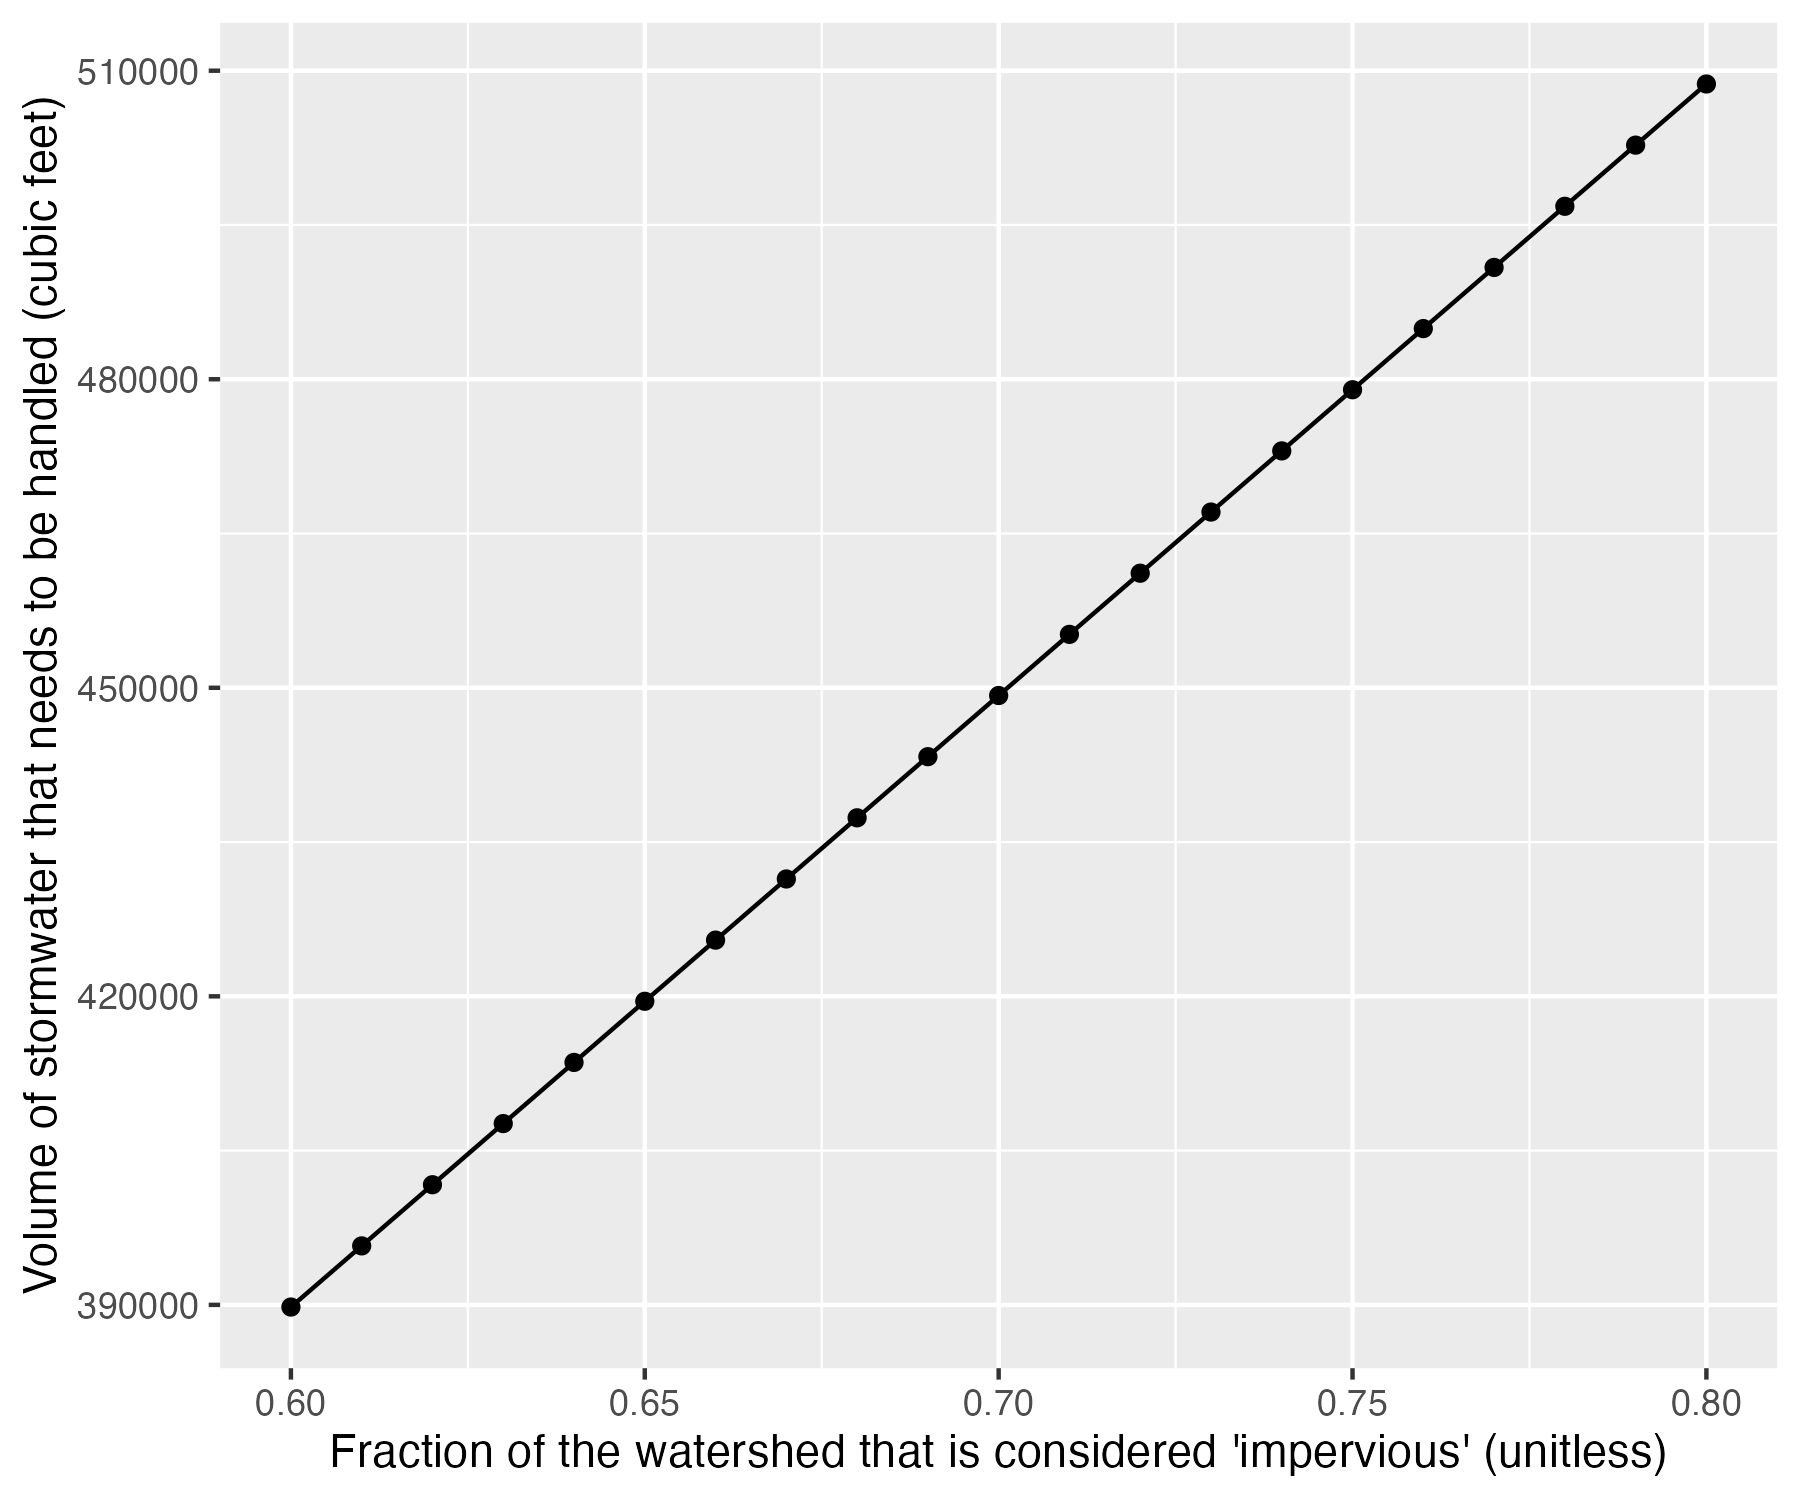 Volume of stormwater that needs to be handled (cubic feet)
510000
480000
450000
420000
390000
0.60 0.65 0.70 0.75 0.80
Fraction of the watershed that is considered 'impervious' (unitless)